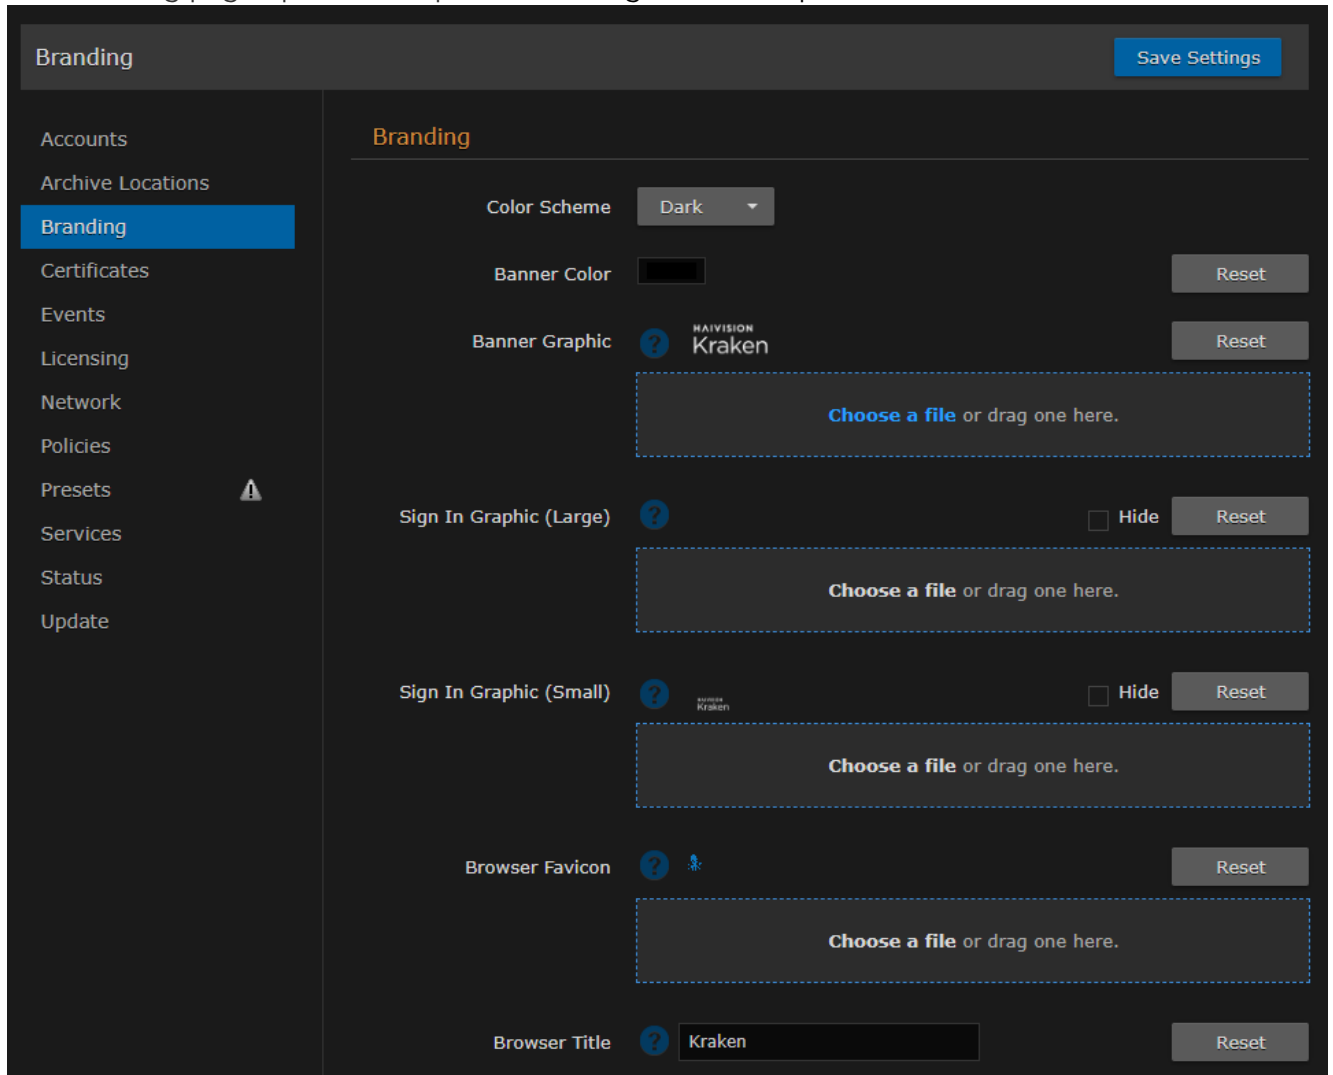 Branding
Save Settings
Accounts
Archive Locations
Branding
Certificates
Events
Licensing
Network
Policies
Presets
Services
Status
Update
Branding
Color Scheme Dark
Banner Color Reset
Banner Graphic ? HAIVISION Kraken Reset
Choose a file or drag one here.
Sign In Graphic (Large) ? Hide Reset
Choose a file or drag one here.
Sign In Graphic (Small) ? Kraken Hide Reset
Choose a file or drag one here.
Browser Favicon ? Reset
Choose a file or drag one here.
Browser Title ? Kraken Reset